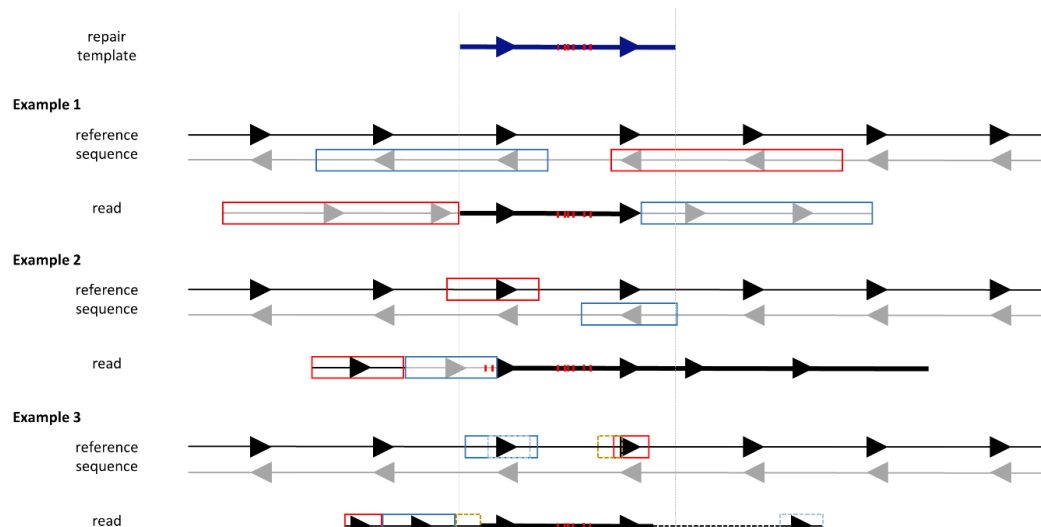 repair
template
Example 1
reference
sequence
read
Example 2
reference
sequence
read
Example 3
reference
sequence
read